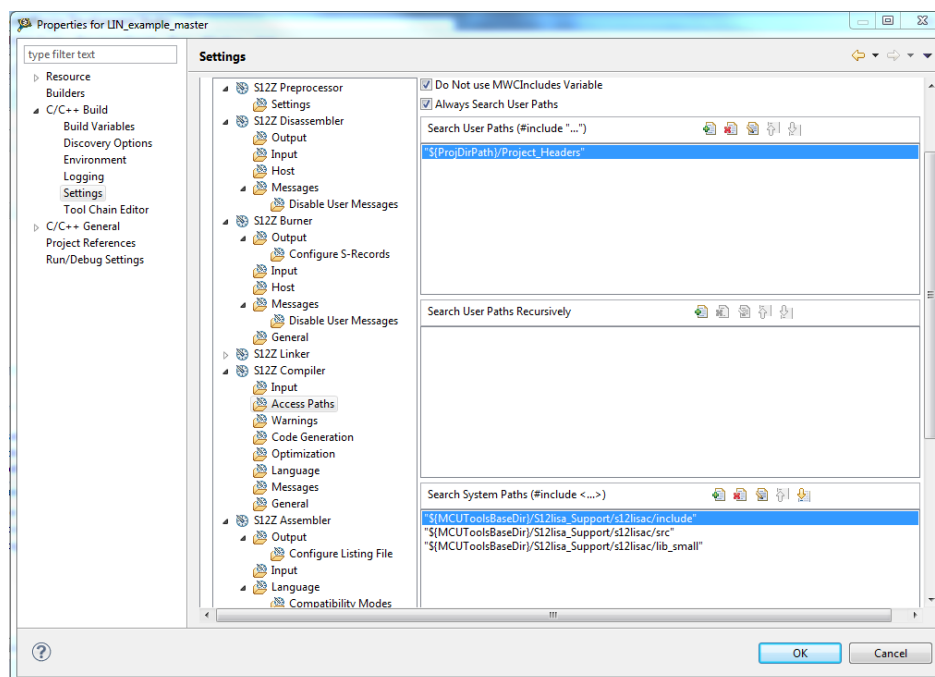 Properties for LIN_example_master
type filter text
Resource
Builders
C/C++ Build
Build Variables
Discovery Options
Environment
Logging
Settings
Tool Chain Editor
C/C++ General
Project References
Run/Debug Settings
Settings
S12Z Preprocessor
Settings
S12Z Disassembler
Output
Input
Host
Messages
Disable User Messages
S12Z Burner
Output
Configure S-Records
Input
Host
Messages
Disable User Messages
General
S12Z Linker
S12Z Compiler
Input
Access Paths
Warnings
Code Generation
Optimization
Language
Messages
General
S12Z Assembler
Output
Configure Listing File
Input
Language
Compatibility Modes
Do Not use MWCIncludes Variable
Always Search User Paths
Search User Paths (#include "...")
"${ProjDirPath}/Project_Headers"
Search User Paths Recursively
Search System Paths (#include <...>)
"${MCUToolsBaseDir}/S12lisa_Support/s12lisac/include"
"${MCUToolsBaseDir}/S12lisa_Support/s12lisac/src"
"${MCUToolsBaseDir}/S12lisa_Support/s12lisac/lib_small"
OK
Cancel